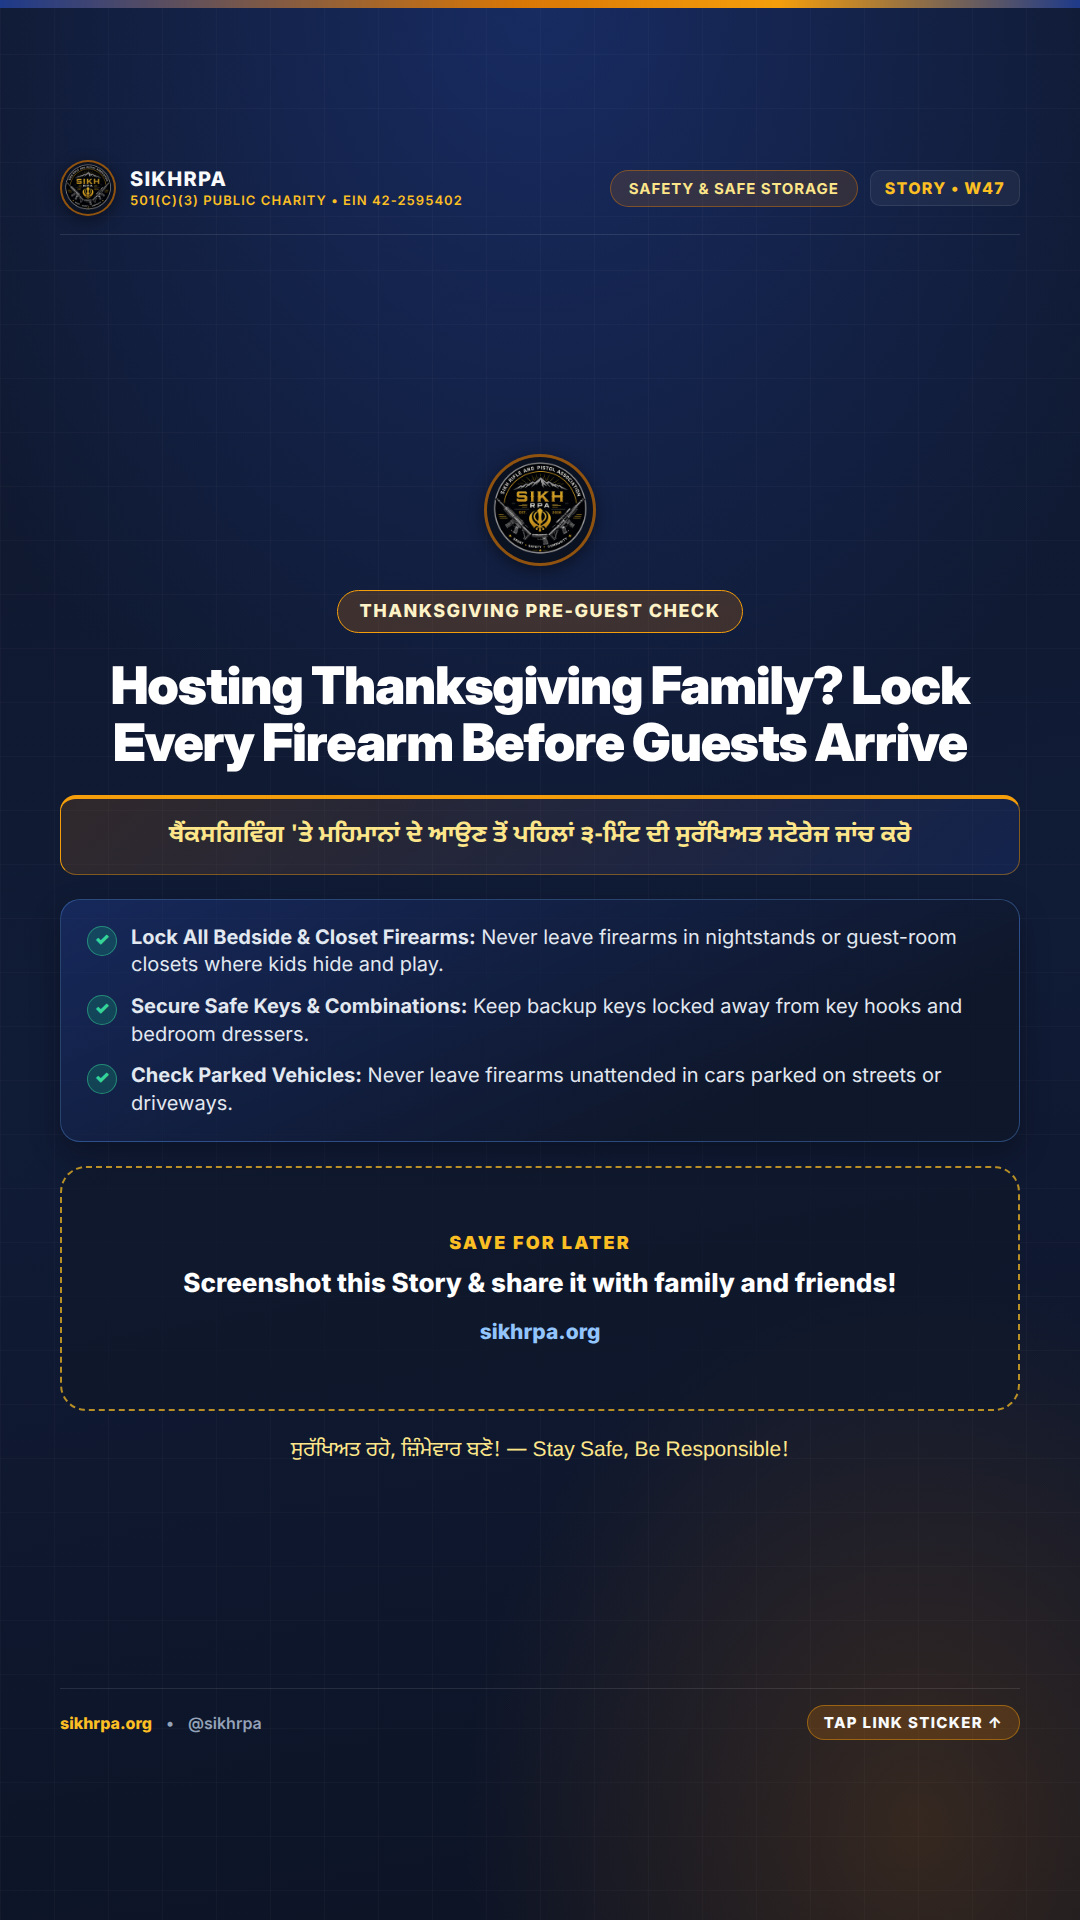 SIKHRPA
501(C)(3) PUBLIC CHARITY • EIN 42-2595402
SAFETY & SAFE STORAGE
STORY • W47
SIKH RIFLE AND PISTOL ASSOCIATION
SIKH
RPA
THANKSGIVING PRE-GUEST CHECK
Hosting Thanksgiving Family? Lock
Every Firearm Before Guests Arrive
ਥੈਂਕਸਗਿਵਿੰਗ 'ਤੇ ਮਹਿਮਾਨਾਂ ਦੇ ਆਉਣ ਤੋਂ ਪਹਿਲਾਂ ੩-ਮਿੰਟ ਦੀ ਸੁਰੱਖਿਅਤ ਸਟੋਰੇਜ ਜਾਂਚ ਕਰੋ
Lock All Bedside & Closet Firearms: Never leave firearms in nightstands or guest-room
closets where kids hide and play.
Secure Safe Keys & Combinations: Keep backup keys locked away from key hooks and
bedroom dressers.
Check Parked Vehicles: Never leave firearms unattended in cars parked on streets or
driveways.
SAVE FOR LATER
Screenshot this Story & share it with family and friends!
sikhrpa.org
ਸੁਰੱਖਿਅਤ ਰਹੋ, ਜ਼ਿੰਮੇਵਾਰ ਬਣੋ! — Stay Safe, Be Responsible!
sikhrpa.org • @sikhrpa
TAP LINK STICKER ↑